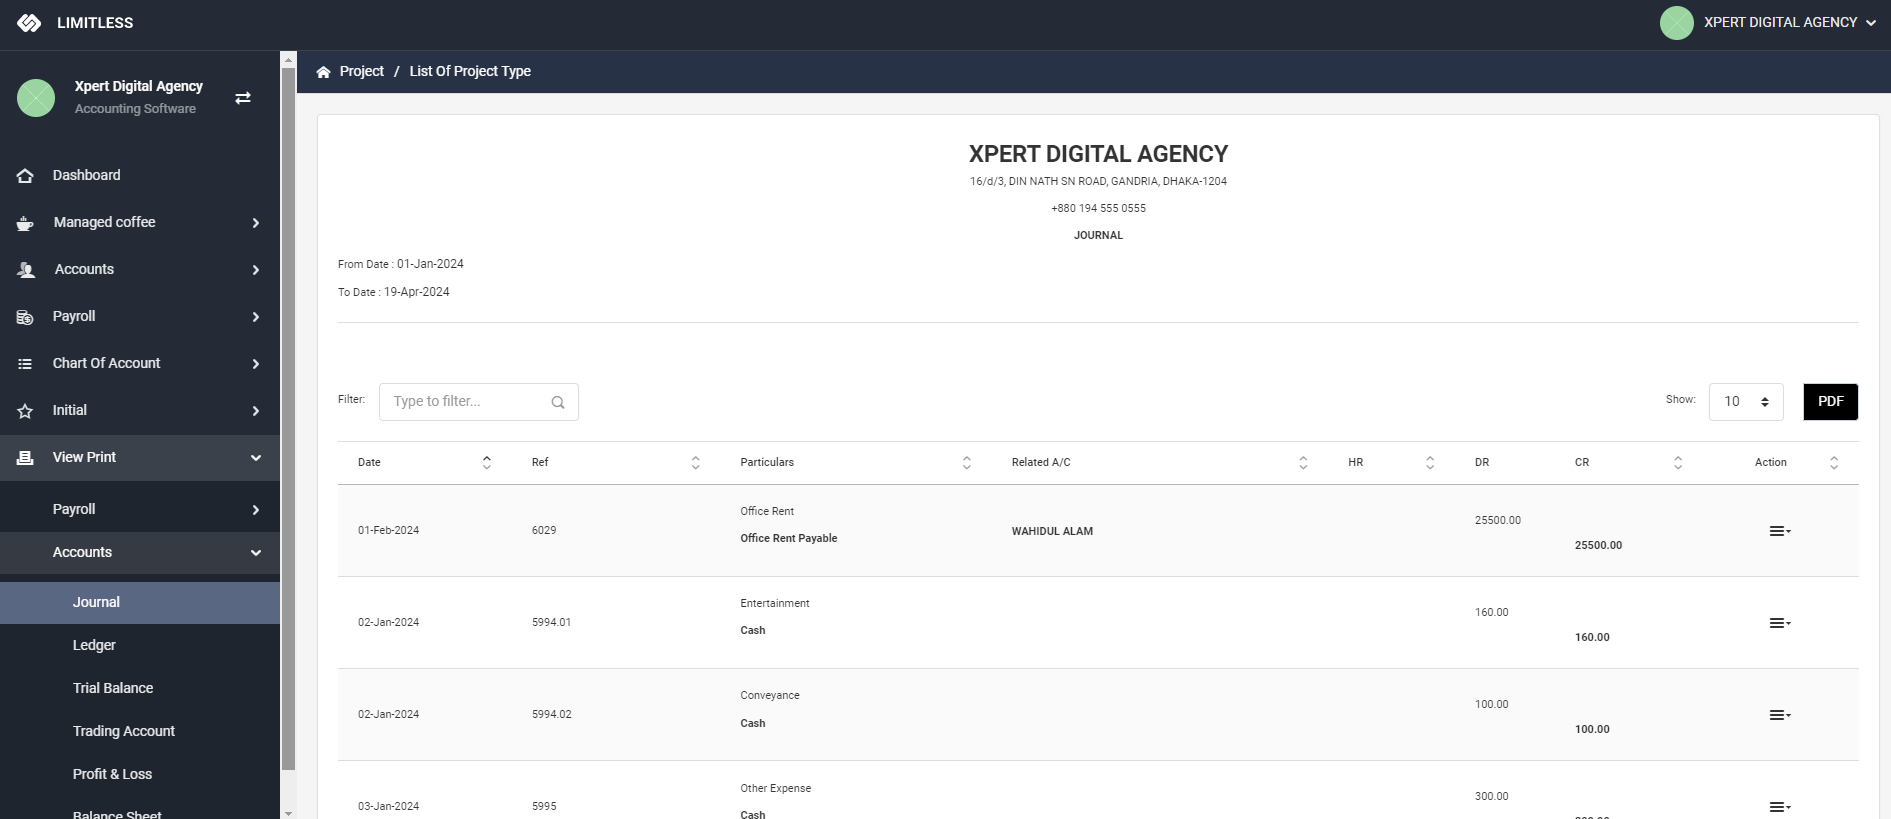 LIMITLESS
XPERT DIGITAL AGENCY
Xpert Digital Agency
Accounting Software
Dashboard
Managed coffee
Accounts
Payroll
Chart Of Account
Initial
View Print
Payroll
Accounts
Journal
Ledger
Trial Balance
Trading Account
Profit & Loss
Balance Sheet
Project / List Of Project Type
XPERT DIGITAL AGENCY
16/d/3, DIN NATH SN ROAD, GANDRIA, DHAKA-1204
+880 194 555 0555
JOURNAL
From Date : 01-Jan-2024
To Date : 19-Apr-2024
Filter: Type to filter... Show: 10 PDF
Date Ref Particulars Related A/C HR DR CR Action
01-Feb-2024 6029 Office Rent 25500.00
Office Rent Payable WAHIDUL ALAM 25500.00
02-Jan-2024 5994.01 Entertainment 160.00
Cash 160.00
02-Jan-2024 5994.02 Conveyance 100.00
Cash 100.00
03-Jan-2024 5995 Other Expense 300.00
Cash